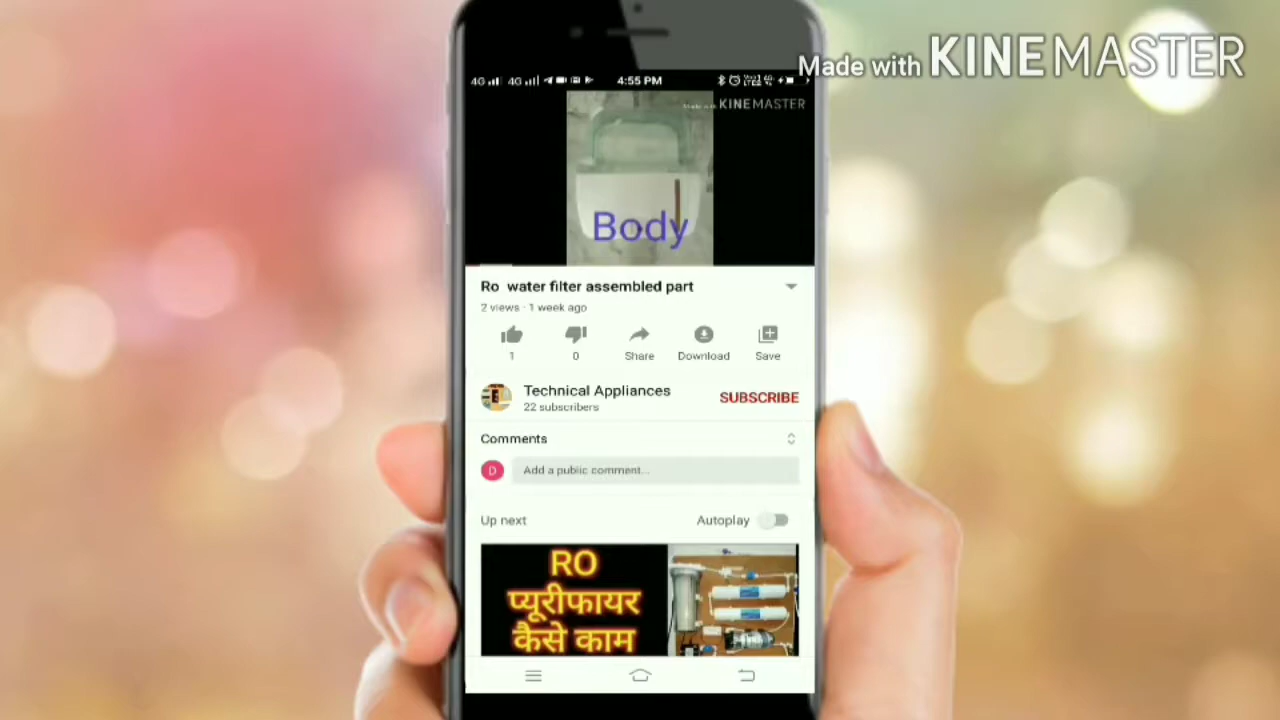 Made with KINEMASTER
4G 4G 4:55 PM
Made with KINEMASTER
Body
Ro water filter assembled part
2 views · 1 week ago
1 0 Share Download Save
Technical Appliances
22 subscribers
SUBSCRIBE
Comments
D
Add a public comment...
Up next Autoplay
RO
प्यूरीफायर
कैसे काम